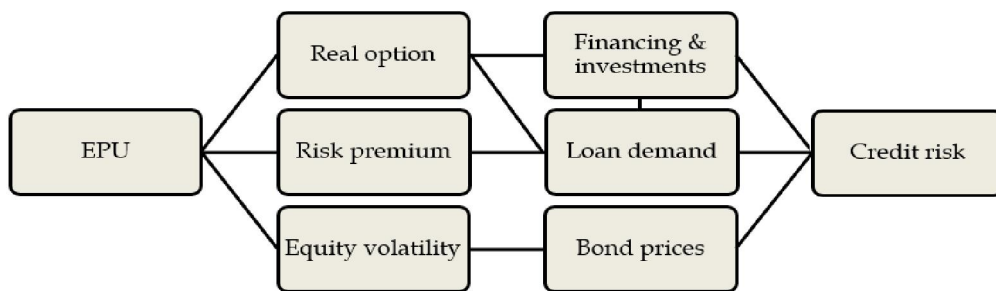 Real option
Financing &
investments
EPU
Risk premium
Loan demand
Credit risk
Equity volatility
Bond prices